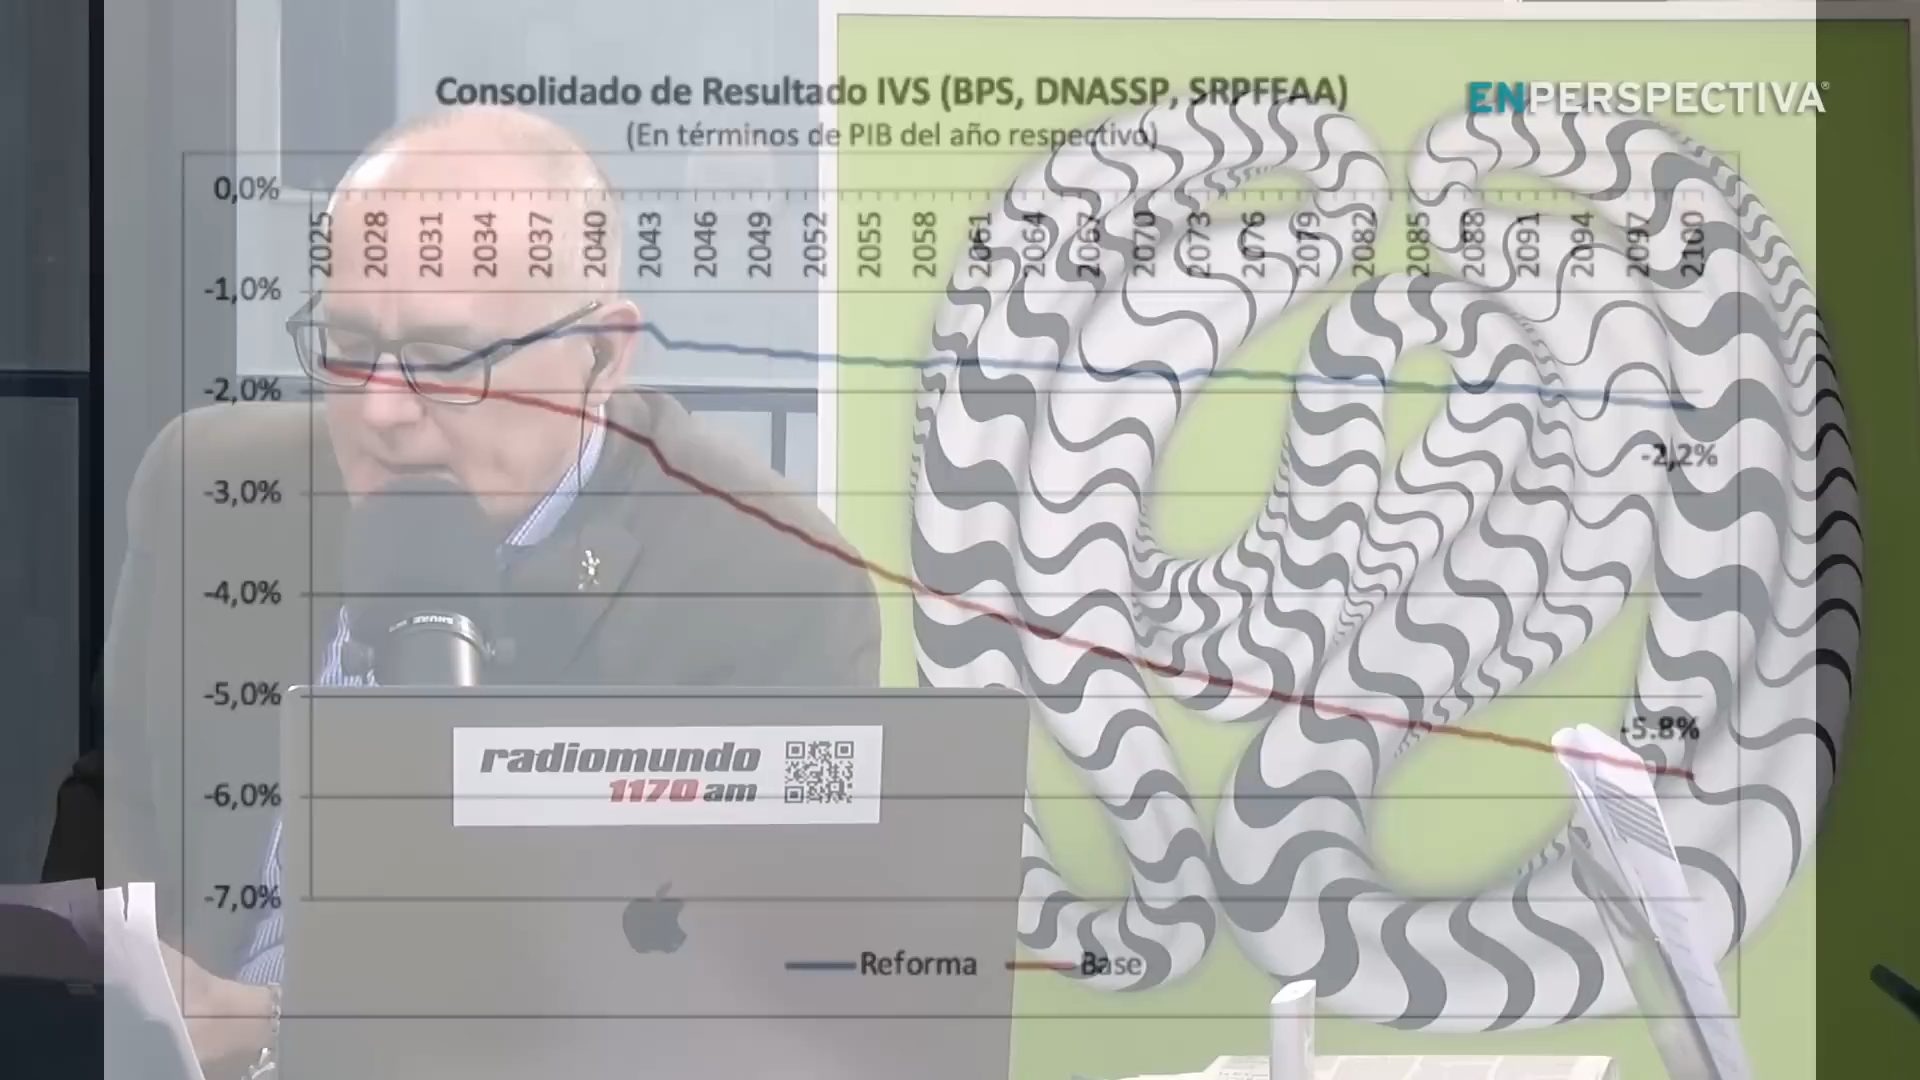 Consolidado de Resultado IVS (BPS, DNASSP, SRPFFAA)
(En términos de PIB del año respectivo)
ENPERSPECTIVA
0,0%
2025 2028 2031 2034 2037 2040 2043 2046 2049 2052 2055 2058 2061 2064 2067 2070 2073 2076 2079 2082 2085 2088 2091 2094 2097 2100
-1,0%
-2,0%
-2,2%
-3,0%
-4,0%
SHURE
-5,0%
-5.8%
radiomundo
1170 am
-6,0%
-7,0%
Reforma Base